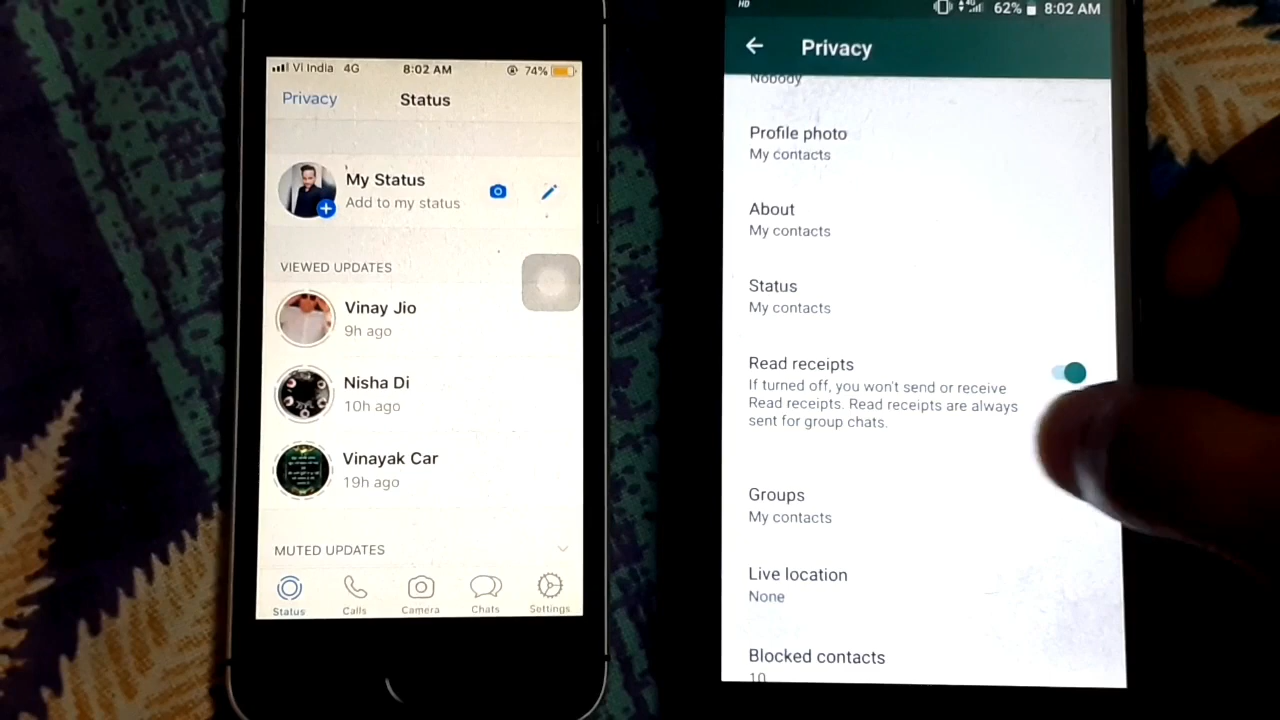 VI India 4G 8:02 AM 74%
Privacy Status
My Status
Add to my status
VIEWED UPDATES
Vinay Jio
9h ago
Nisha Di
10h ago
Vinayak Car
19h ago
MUTED UPDATES
Status Calls Camera Chats Settings
HD 4G 62% 8:02 AM
Privacy
Nobody
Profile photo
My contacts
About
My contacts
Status
My contacts
Read receipts
If turned off, you won't send or receive
Read receipts. Read receipts are always
sent for group chats.
Groups
My contacts
Live location
None
Blocked contacts
10